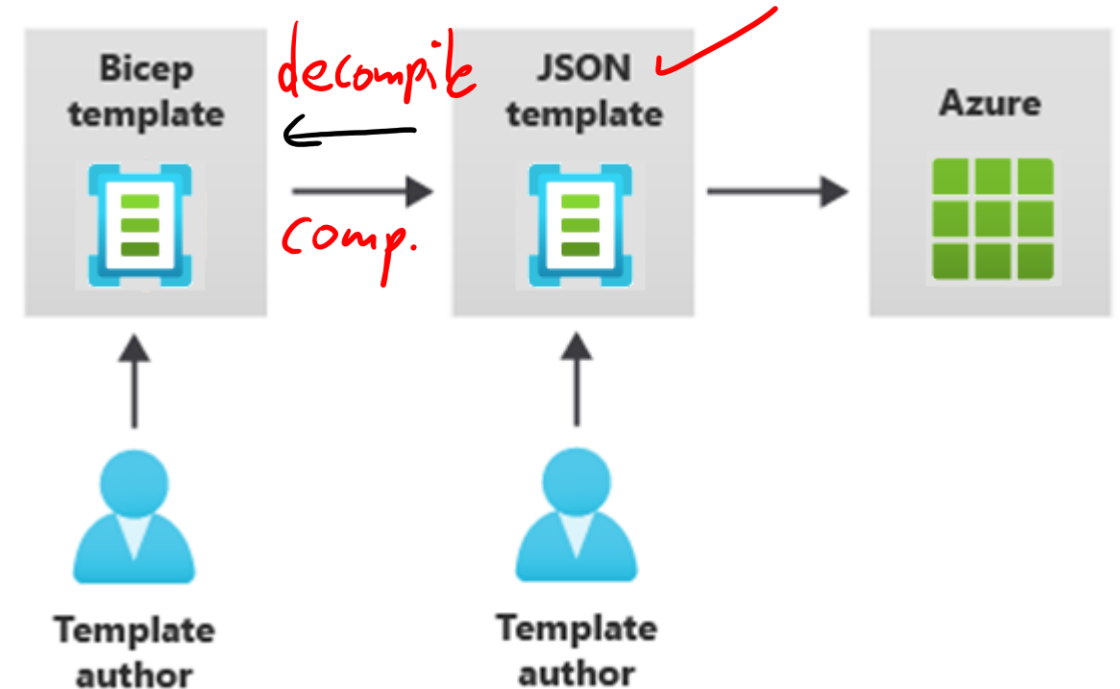 Bicep
template
decompile
JSON
template
Azure
comp.
Template
author
Template
author